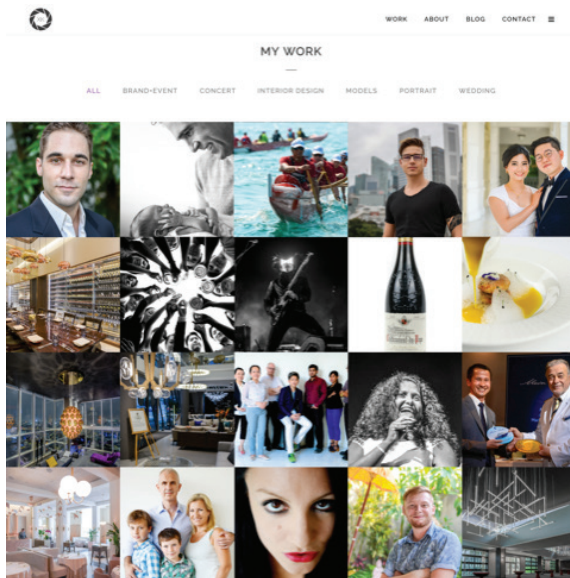 WORK ABOUT BLOG CONTACT
MY WORK
ALL BRAND-EVENT CONCERT INTERIOR DESIGN MODELS PORTRAIT WEDDING